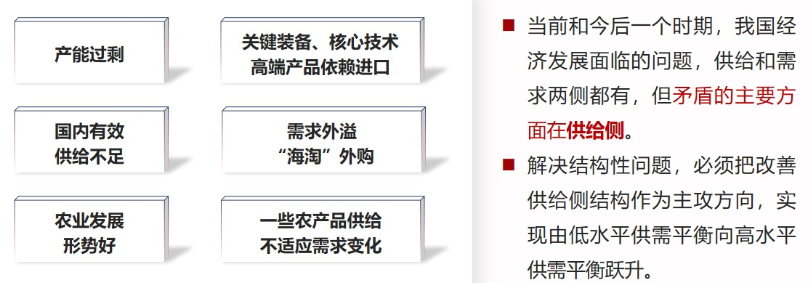 产能过剩
关键装备、核心技术
高端产品依赖进口
国内有效
供给不足
需求外溢
“海淘”外购
农业发展
形势好
一些农产品供给
不适应需求变化
当前和今后一个时期，我国经
济发展面临的问题，供给和需
求两侧都有，但矛盾的主要方
面在供给侧。
解决结构性问题，必须把改善
供给侧结构作为主攻方向，实
现由低水平供需平衡向高水平
供需平衡跃升。